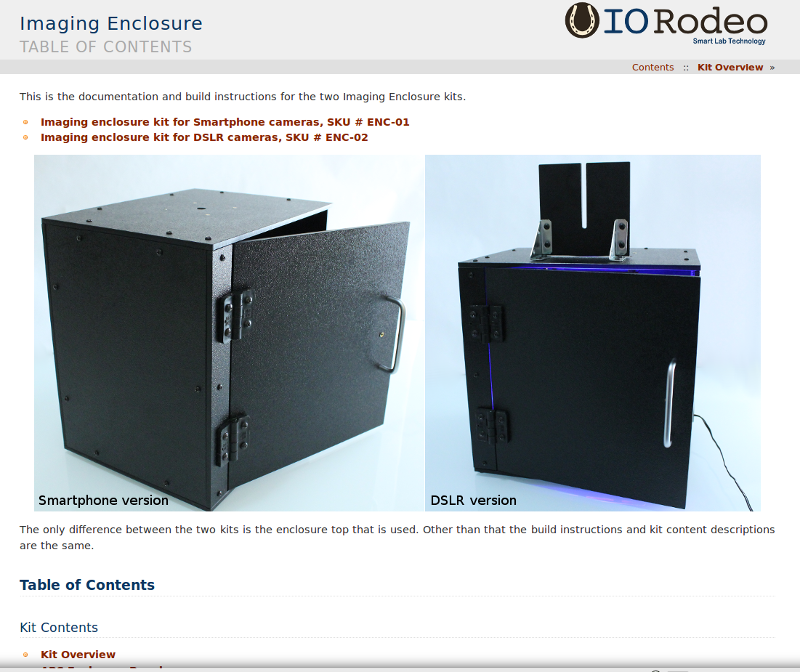 Imaging Enclosure
TABLE OF CONTENTS
IO Rodeo
Smart Lab Technology
Contents :: Kit Overview »
This is the documentation and build instructions for the two Imaging Enclosure kits.
Imaging enclosure kit for Smartphone cameras, SKU # ENC-01
Imaging enclosure kit for DSLR cameras, SKU # ENC-02
Smartphone version
DSLR version
The only difference between the two kits is the enclosure top that is used. Other than that the build instructions and kit content descriptions
are the same.
Table of Contents
Kit Contents
Kit Overview